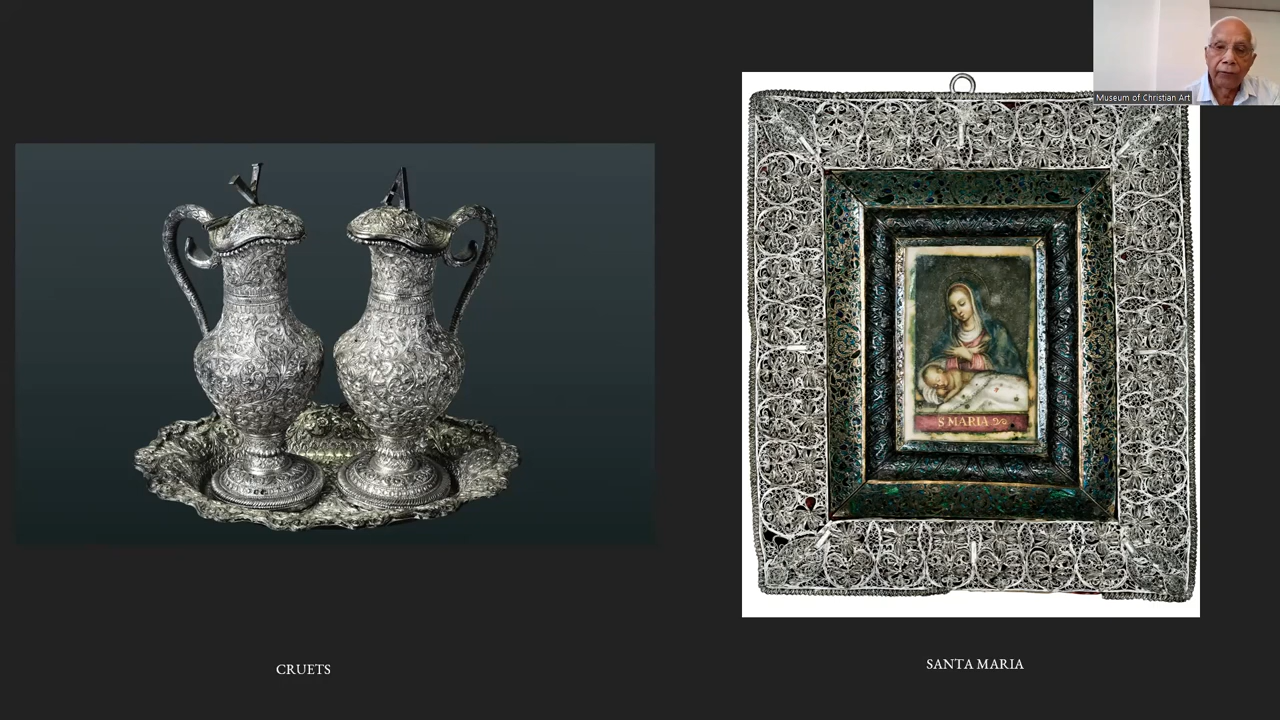 Museum of Christian Art
V
A
S MARIA
CRUETS
SANTA MARIA